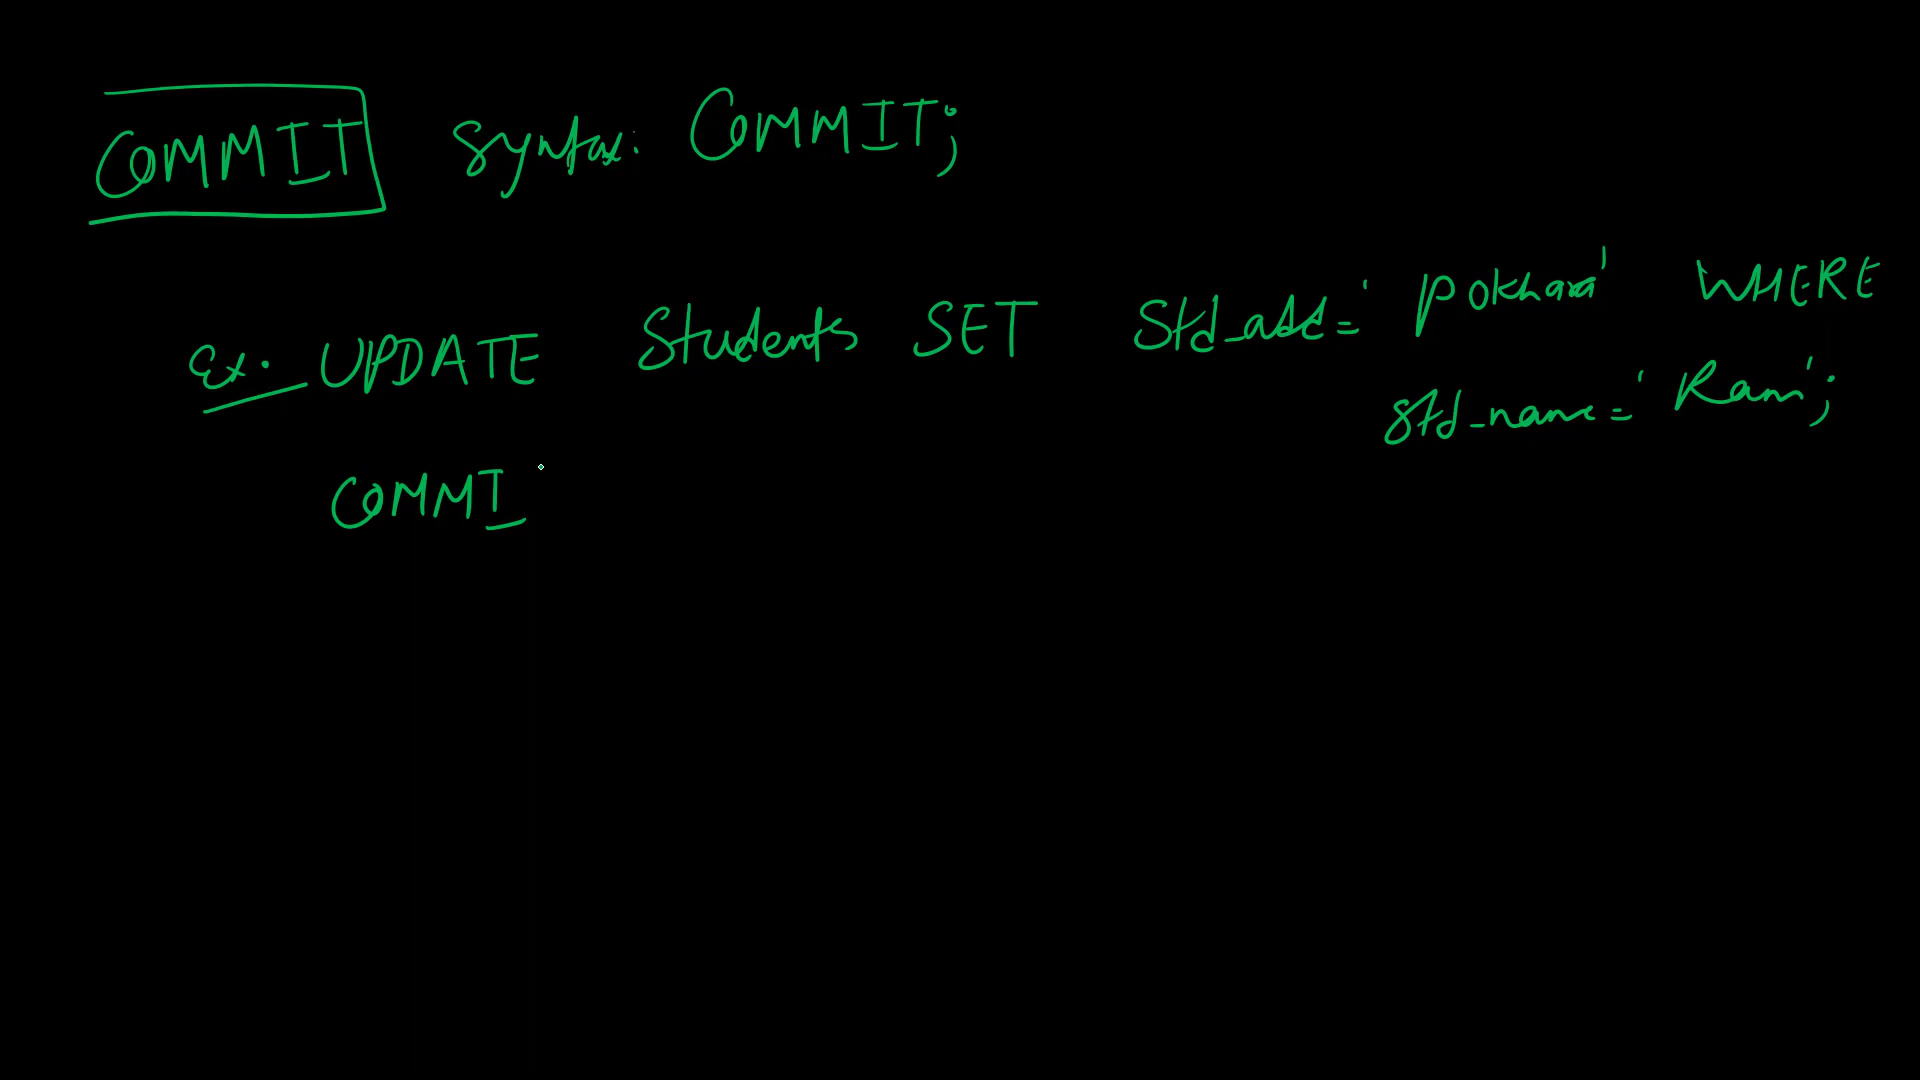 COMMIT Syntax: COMMIT;
Ex. UPDATE Students SET Std_add='Pokhara' WHERE
Std_name='Ram';
COMMI